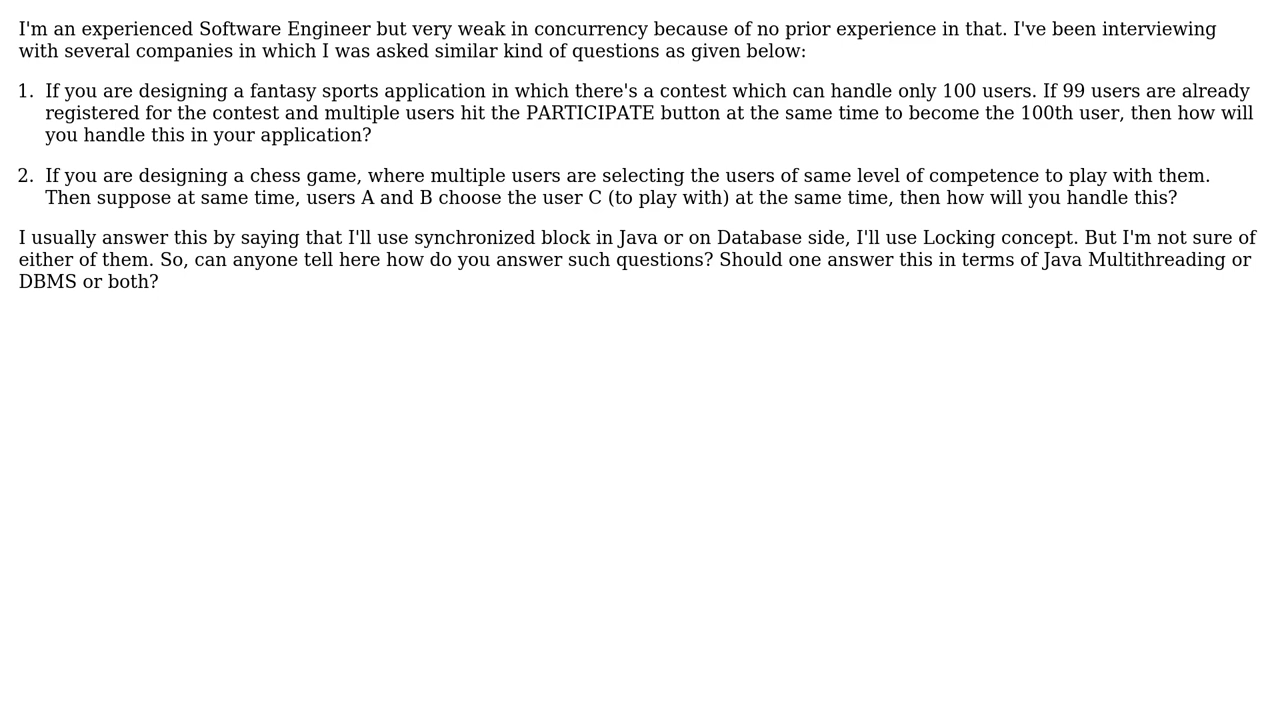 I'm an experienced Software Engineer but very weak in concurrency because of no prior experience in that. I've been interviewing
with several companies in which I was asked similar kind of questions as given below:
1. If you are designing a fantasy sports application in which there's a contest which can handle only 100 users. If 99 users are already
registered for the contest and multiple users hit the PARTICIPATE button at the same time to become the 100th user, then how will
you handle this in your application?
2. If you are designing a chess game, where multiple users are selecting the users of same level of competence to play with them.
Then suppose at same time, users A and B choose the user C (to play with) at the same time, then how will you handle this?
I usually answer this by saying that I'll use synchronized block in Java or on Database side, I'll use Locking concept. But I'm not sure of
either of them. So, can anyone tell here how do you answer such questions? Should one answer this in terms of Java Multithreading or
DBMS or both?